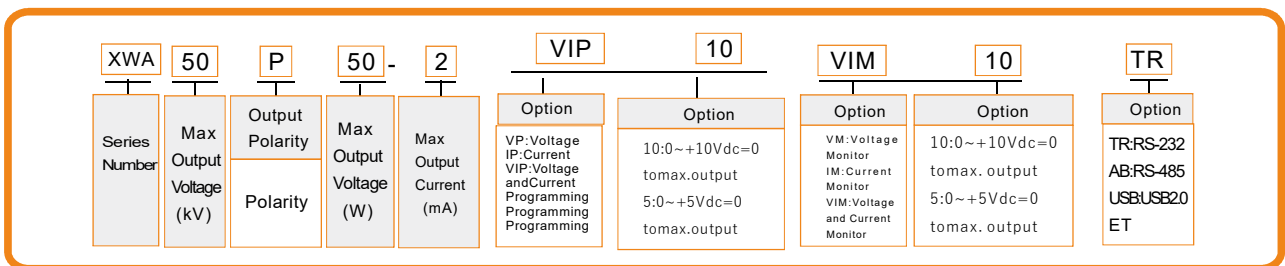 XWA 50 P 50 - 2 VIP 10 VIM 10 TR
Series
Number
Max
Output
Voltage
(kV)
Output
Polarity
Polarity
Max
Output
Voltage
(W)
Max
Output
Current
(mA)
Option
VP:Voltage
IP:Current
VIP:Voltage
andCurrent
Programming
Programming
Programming
Option
10:0~+10Vdc=0
tomax.output
5:0~+5Vdc=0
tomax.output
Option
VM:Voltage
Monitor
IM:Current
Monitor
VIM:Voltage
and Current
Monitor
Option
10:0~+10Vdc=0
tomax. output
5:0~+5Vdc=0
tomax. output
Option
TR:RS-232
AB:RS-485
USB:USB2.0
ET